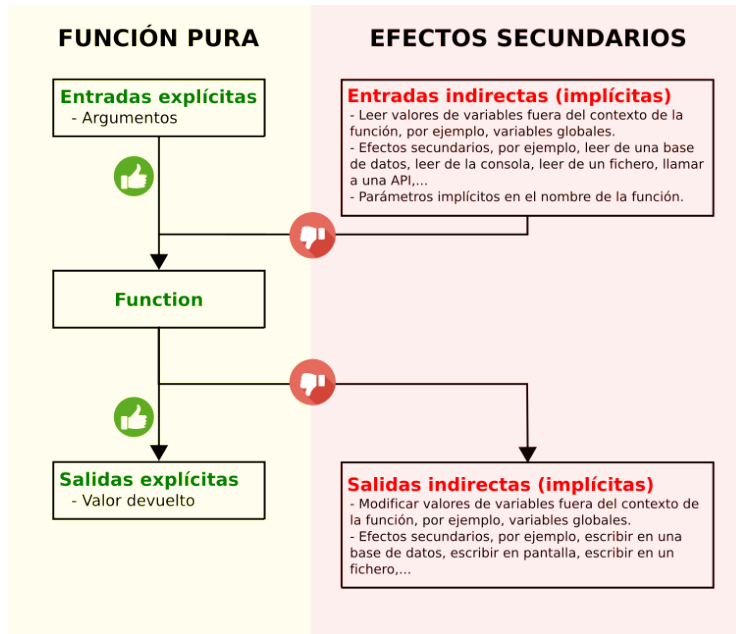 FUNCIÓN PURA
EFECTOS SECUNDARIOS
Entradas explícitas
- Argumentos
Entradas indirectas (implícitas)
- Leer valores de variables fuera del contexto de la
función, por ejemplo, variables globales.
- Efectos secundarios, por ejemplo, leer de una base
de datos, leer de la consola, leer de un fichero, llamar
a una API,...
- Parámetros implícitos en el nombre de la función.
Function
Salidas explícitas
- Valor devuelto
Salidas indirectas (implícitas)
- Modificar valores de variables fuera del contexto de
la función, por ejemplo, variables globales.
- Efectos secundarios, por ejemplo, escribir en una
base de datos, escribir en pantalla, escribir en un
fichero,...